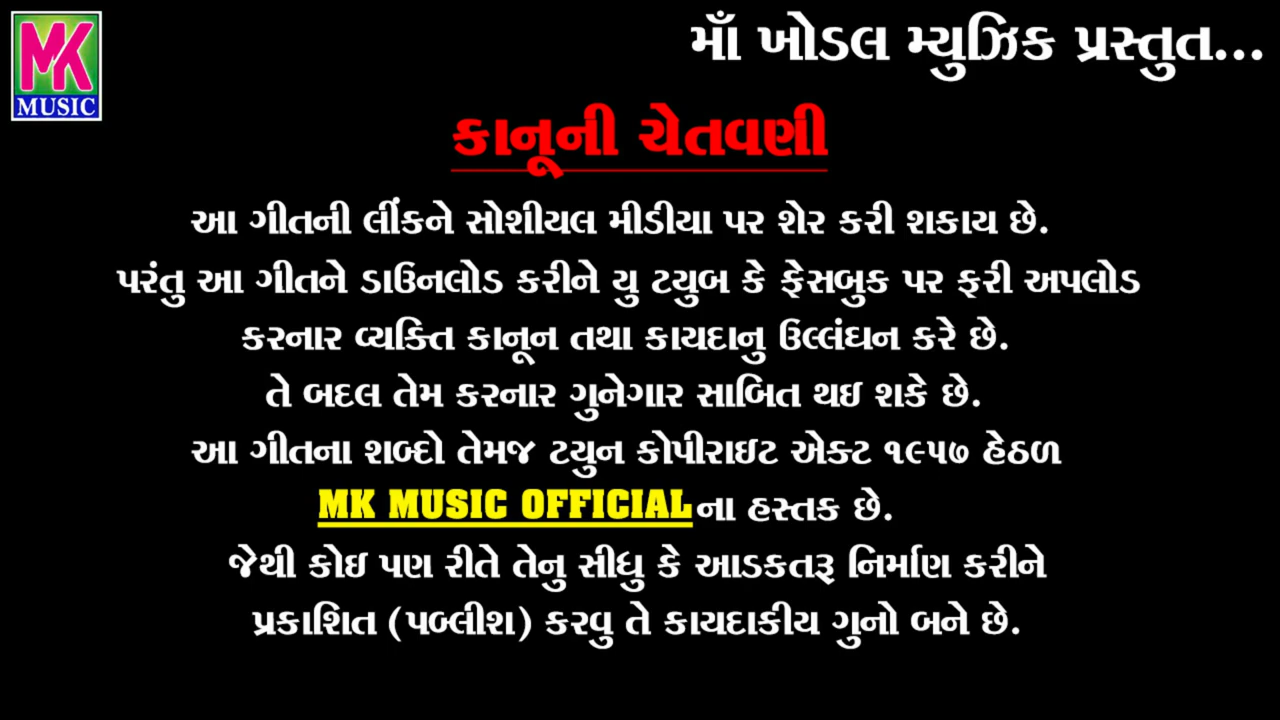 MK
MUSIC
માઁ ખોડલ મ્યુઝિક પ્રસ્તુત...
કાનૂની ચેતવણી
આ ગીતની લીંકને સોશીયલ મીડીયા પર શેર કરી શકાય છે.
પરંતુ આ ગીતને ડાઉનલોડ કરીને યુ ટયુબ કે ફેસબુક પર ફરી અપલોડ
કરનાર વ્યક્તિ કાનૂન તથા કાયદાનુ ઉલ્લંઘન કરે છે.
તે બદલ તેમ કરનાર ગુનેગાર સાબિત થઇ શકે છે.
આ ગીતના શબ્દો તેમજ ટયુન કોપીરાઇટ એક્ટ ૧૯૫૭ હેઠળ
MK MUSIC OFFICIAL ના હસ્તક છે.
જેથી કોઇ પણ રીતે તેનુ સીધુ કે આડકતરૂ નિર્માણ કરીને
પ્રકાશિત (પબ્લીશ) કરવુ તે કાયદાકીય ગુનો બને છે.